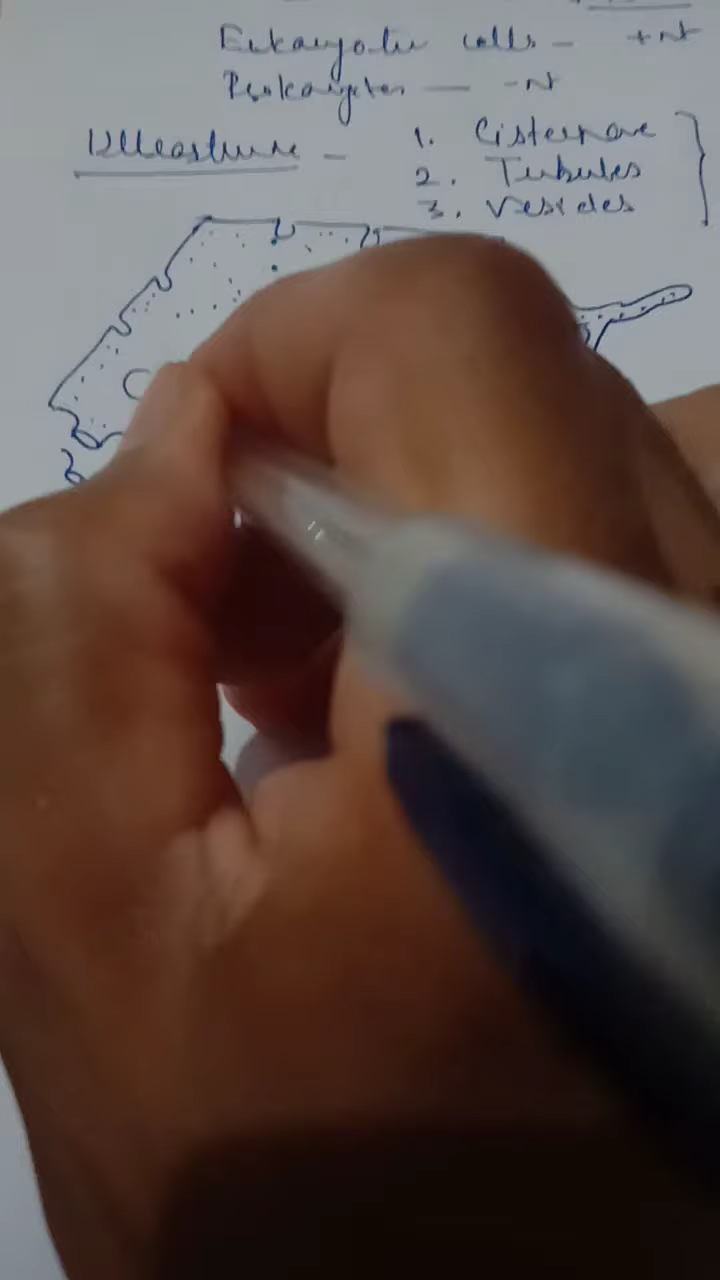 Eukaryotic cells - +nt
Prokaryotes - -nt
Ultrastructure - 1. Cisternae
2. Tubules
3. Vesicles